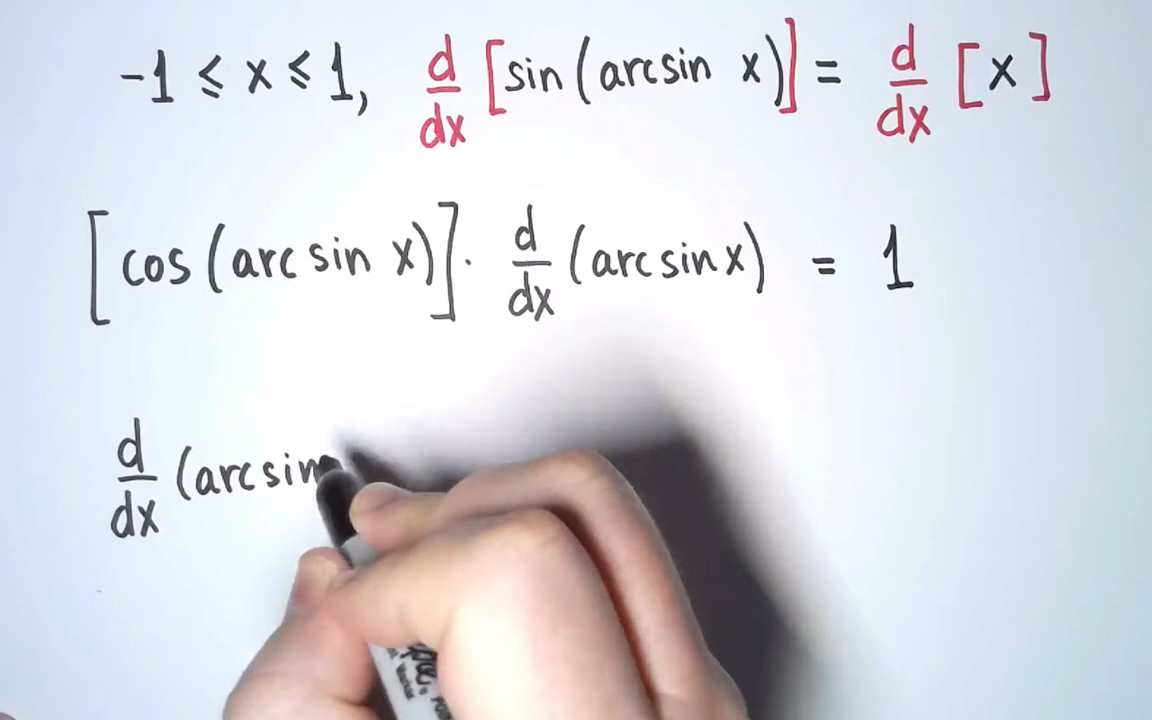 -1 ≤ x ≤ 1, d/dx [sin (arcsin x)] = d/dx [x]
[cos (arcsin x)] · d/dx (arcsin x) = 1
d/dx (arcsin